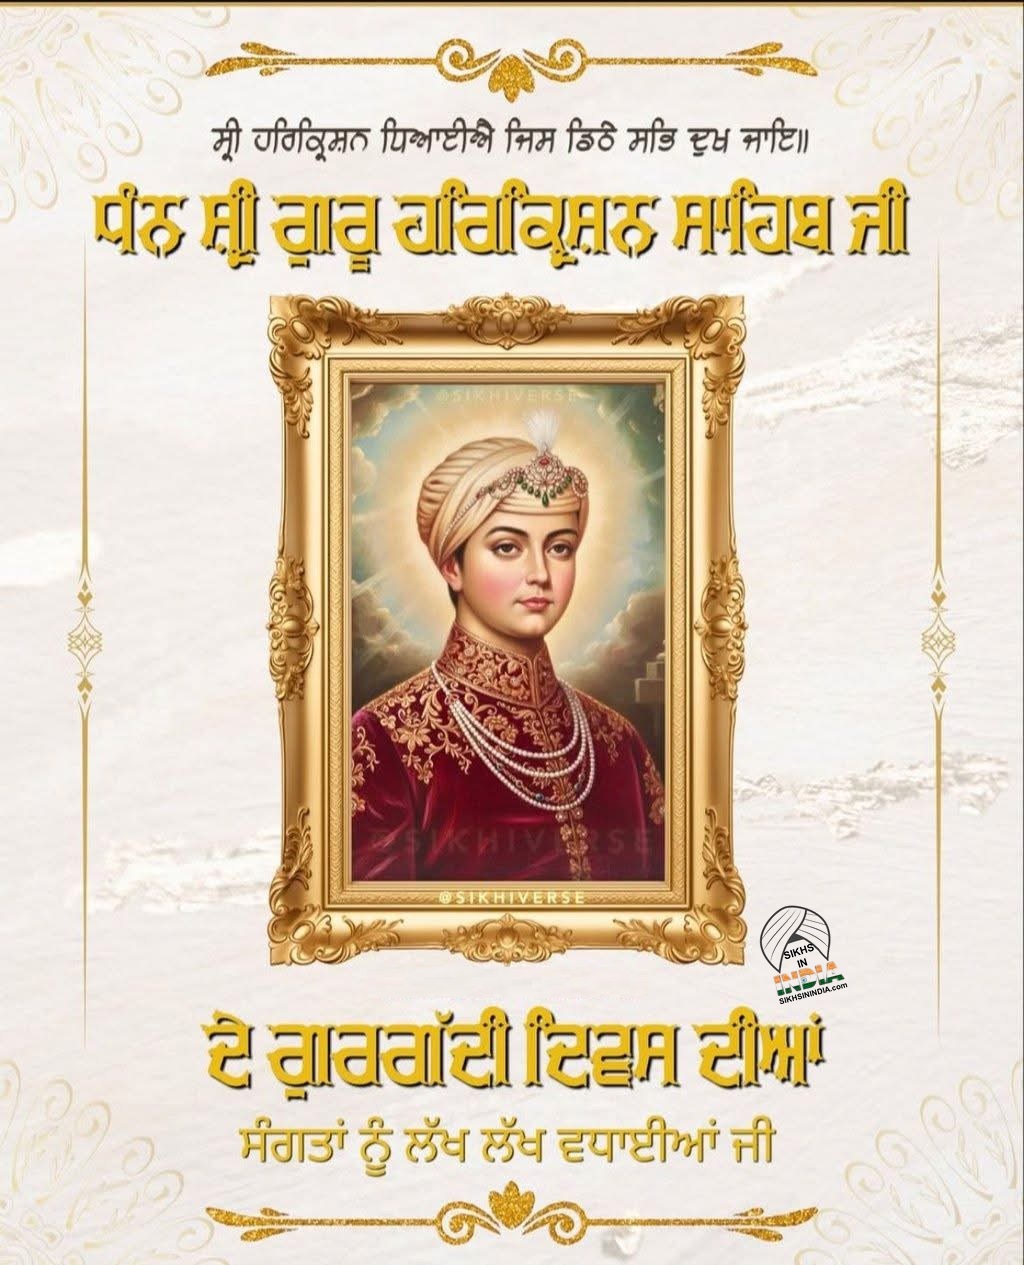 ਸ੍ਰੀ ਹਰਿਕ੍ਰਿਸ਼ਨ ਧਿਆਈਐ ਜਿਸ ਡਿਠੇ ਸਭਿ ਦੁਖ ਜਾਇ॥
ਧੰਨ ਸ਼੍ਰੀ ਗੁਰੂ ਹਰਿਕ੍ਰਿਸ਼ਨ ਸਾਹਿਬ ਜੀ
@SIKHIVERSE
@SIKHIVERSE
@SIKHIVERSE
SIKHS
IN
INDIA
SIKHSININDIA.com
ਦੇ ਗੁਰਗੱਦੀ ਦਿਵਸ ਦੀਆਂ
ਸੰਗਤਾਂ ਨੂੰ ਲੱਖ ਲੱਖ ਵਧਾਈਆਂ ਜੀ